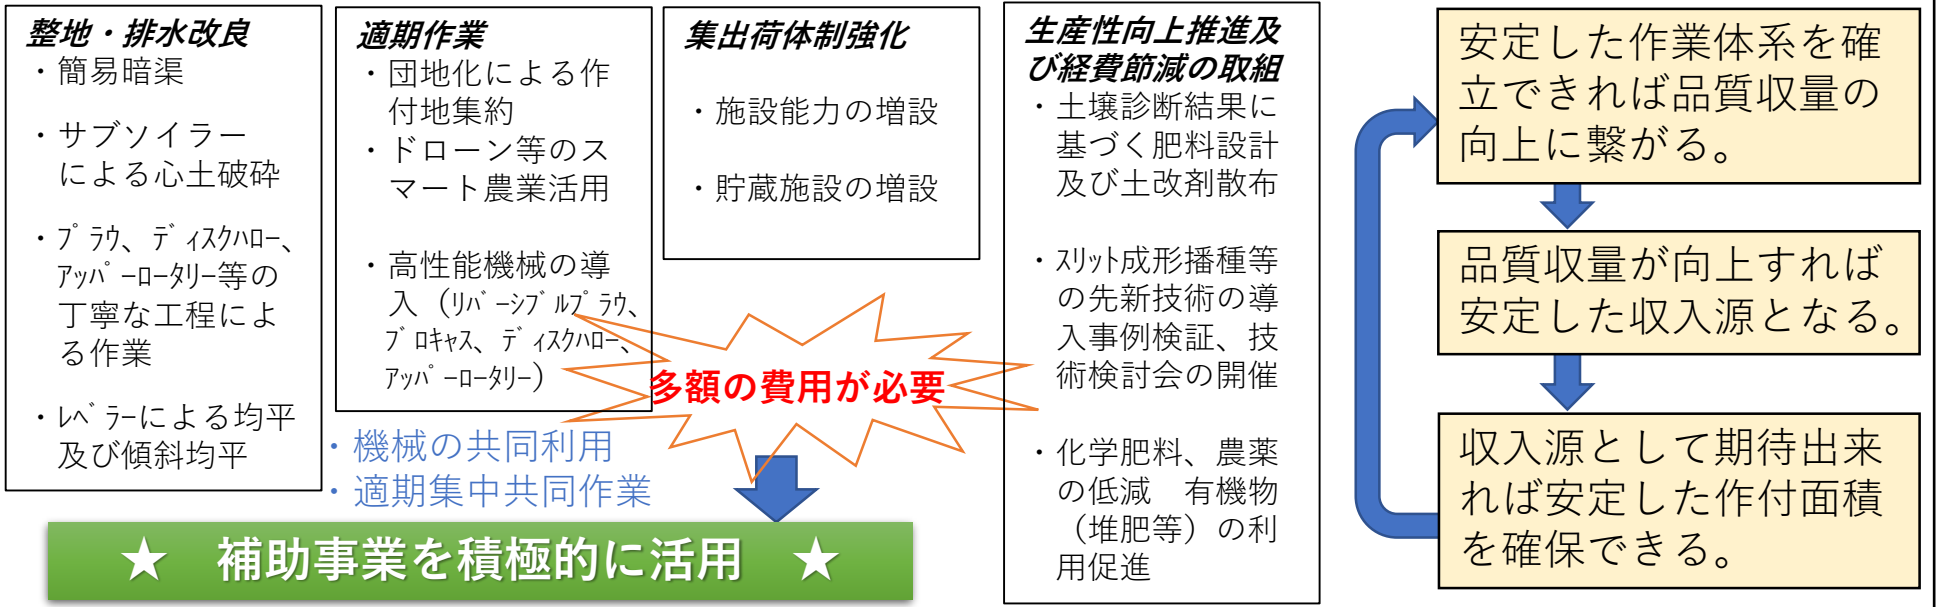 整地・排水改良
・簡易暗渠
・サブソイラー
による心土破砕
・ﾌﾟﾗｳ、ﾃﾞｨｽｸﾊﾛｰ、
ｱｯﾊﾟｰﾛｰﾀﾘｰ等の
丁寧な工程によ
る作業
・ﾚﾍﾞﾗｰによる均平
及び傾斜均平
適期作業
・団地化による作
付地集約
・ドローン等のス
マート農業活用
・高性能機械の導
入（ﾘﾊﾞｰｼﾌﾞﾙﾌﾟﾗｳ、
ﾌﾞﾛｷｬｽ、ﾃﾞｨｽｸﾊﾛｰ、
ｱｯﾊﾟｰﾛｰﾀﾘｰ）
集出荷体制強化
・施設能力の増設
・貯蔵施設の増設
多額の費用が必要
・機械の共同利用
・適期集中共同作業
★　補助事業を積極的に活用　★
生産性向上推進及
び経費節減の取組
・土壌診断結果に
基づく肥料設計
及び土改剤散布
・ｽﾘｯﾄ成形播種等
の先新技術の導
入事例検証、技
術検討会の開催
・化学肥料、農薬
の低減　有機物
（堆肥等）の利
用促進
安定した作業体系を確
立できれば品質収量の
向上に繋がる。
品質収量が向上すれば
安定した収入源となる。
収入源として期待出来
れば安定した作付面積
を確保できる。